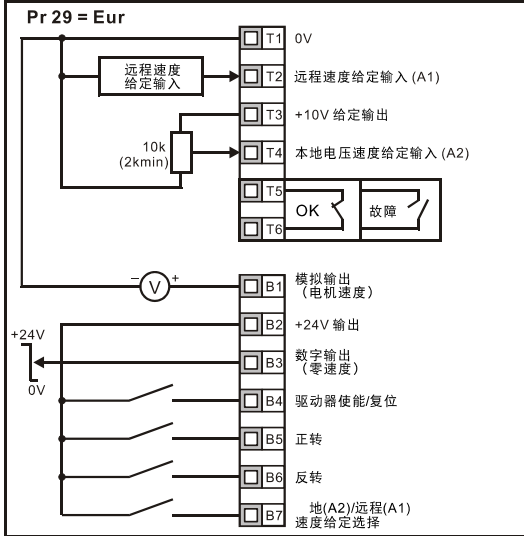 Pr 29 = Eur
T1 0V
远程速度
给定输入
T2 远程速度给定输入 (A1)
T3 +10V 给定输出
10k
(2kmin)
T4 本地电压速度给定输入 (A2)
T5
OK 故障
T6
− V +
B1 模拟输出
（电机速度）
B2 +24V 输出
+24V
0V
B3 数字输出
（零速度）
B4 驱动器使能/复位
B5 正转
B6 反转
B7 地(A2)/远程(A1)
速度给定选择